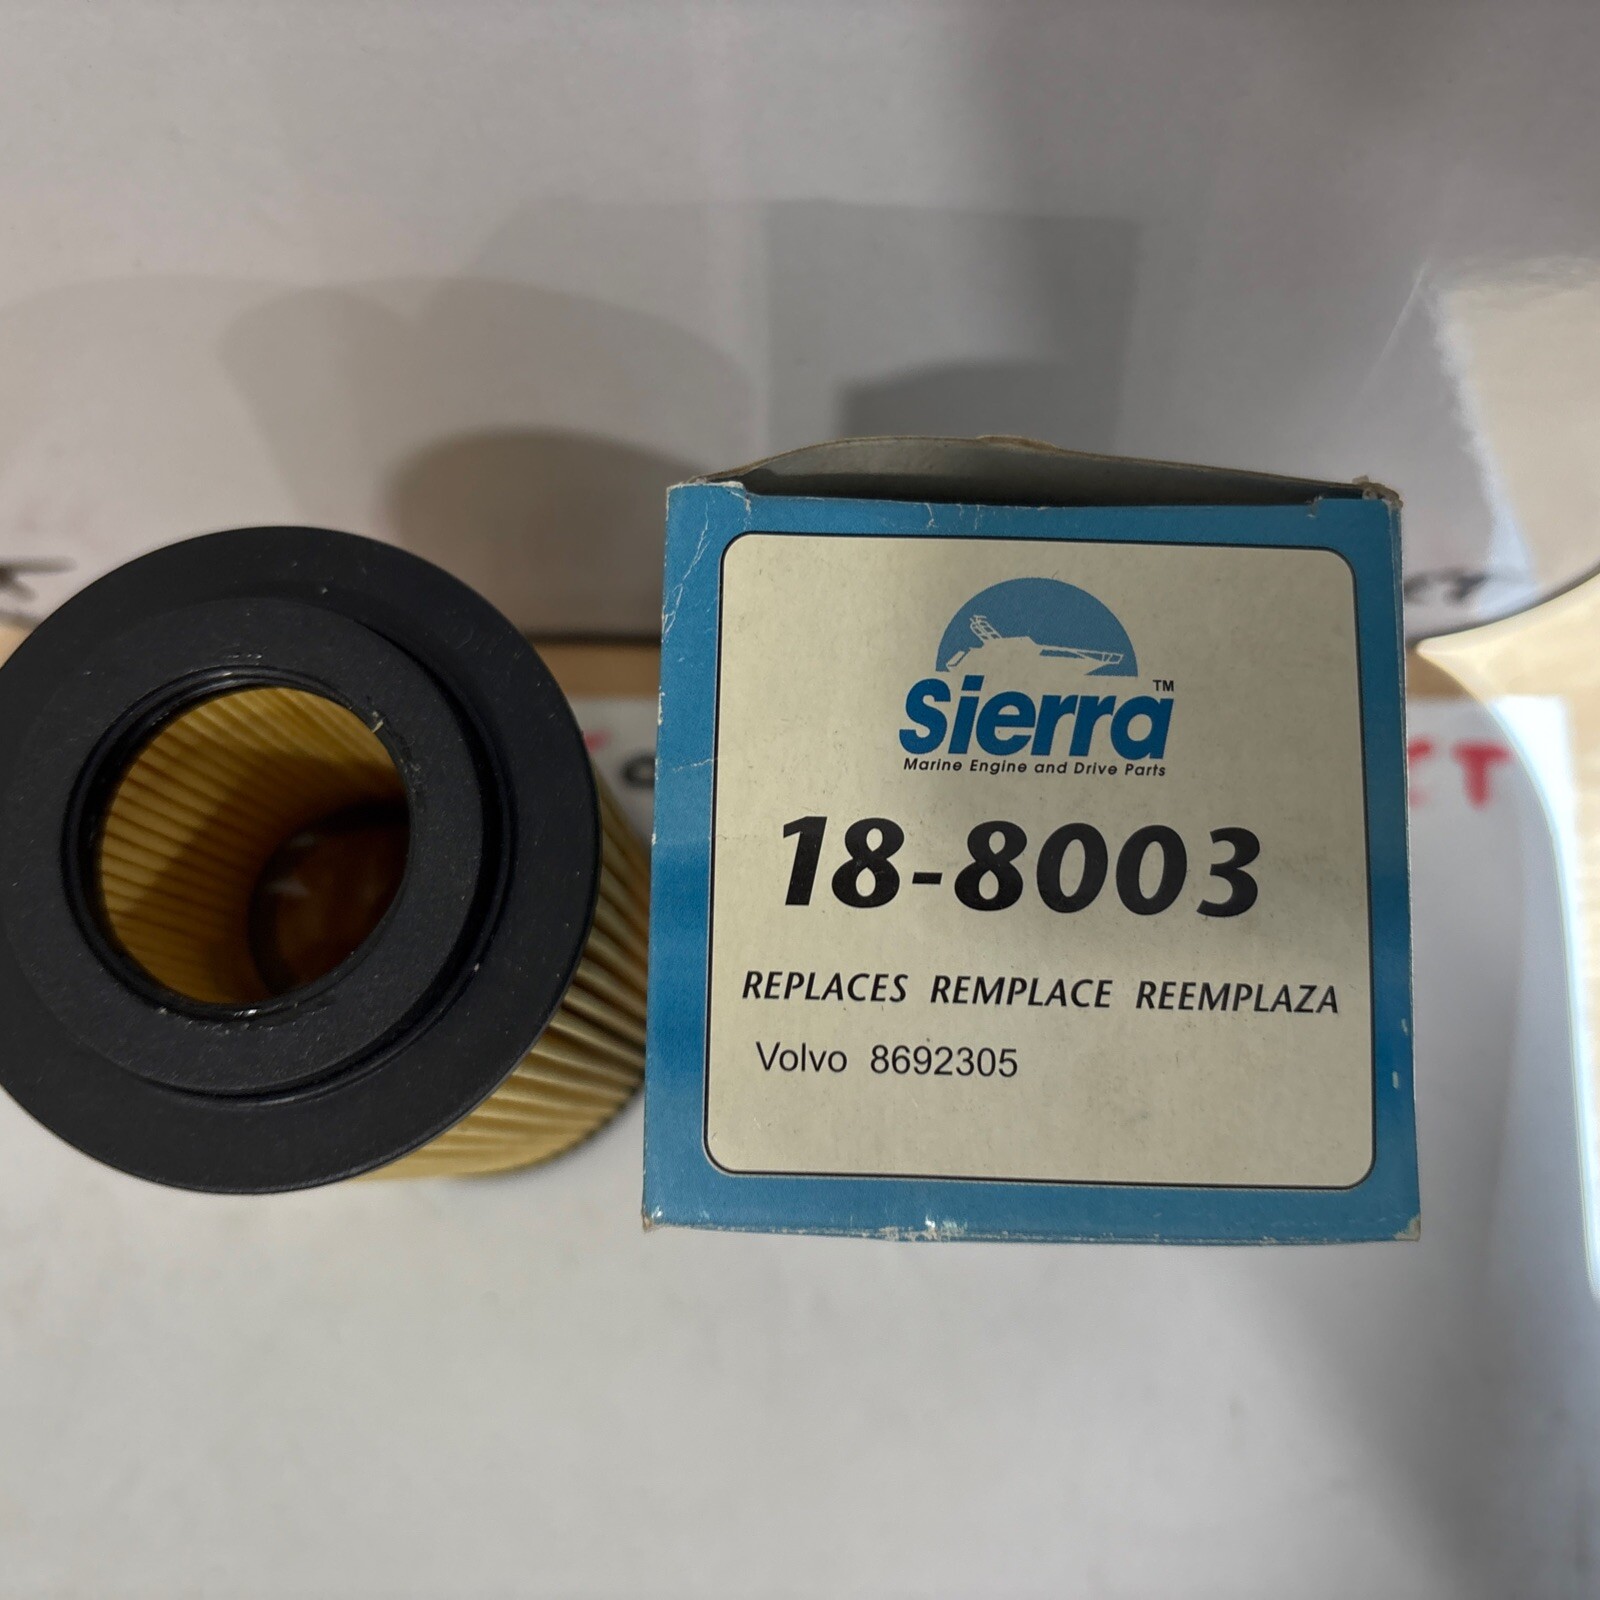 Sierra™
Marine Engine and Drive Parts
18-8003
REPLACES REMPLACE REEMPLAZA
Volvo 8692305